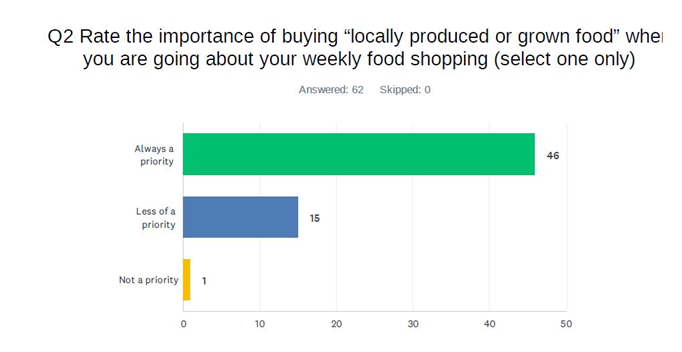 Q2 Rate the importance of buying “locally produced or grown food” when
you are going about your weekly food shopping (select one only)
Answered: 62 Skipped: 0
Always a
priority
46
Less of a
priority
15
Not a priority
1
0 10 20 30 40 50